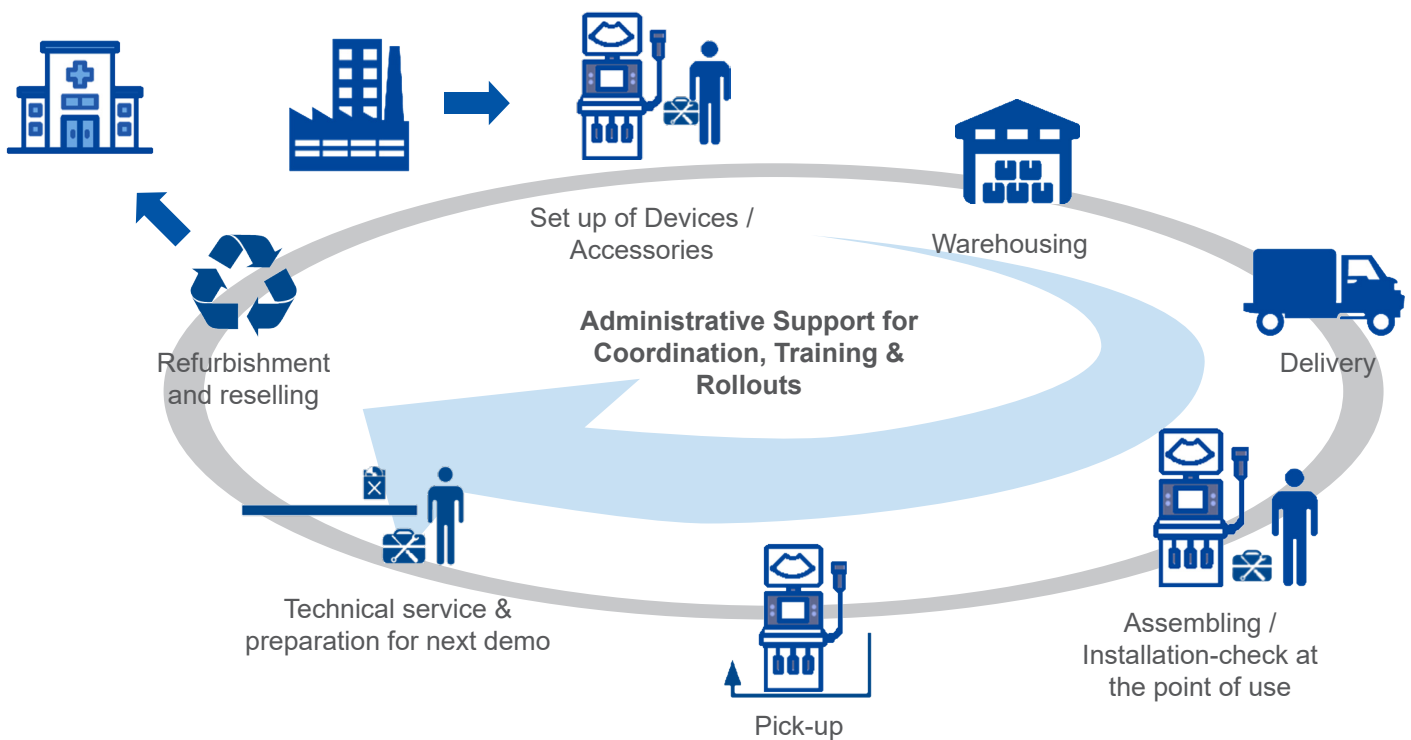 Set up of Devices /
Accessories
Warehousing
Delivery
Administrative Support for
Coordination, Training &
Rollouts
Refurbishment
and reselling
Technical service &
preparation for next demo
Pick-up
Assembling /
Installation-check at
the point of use